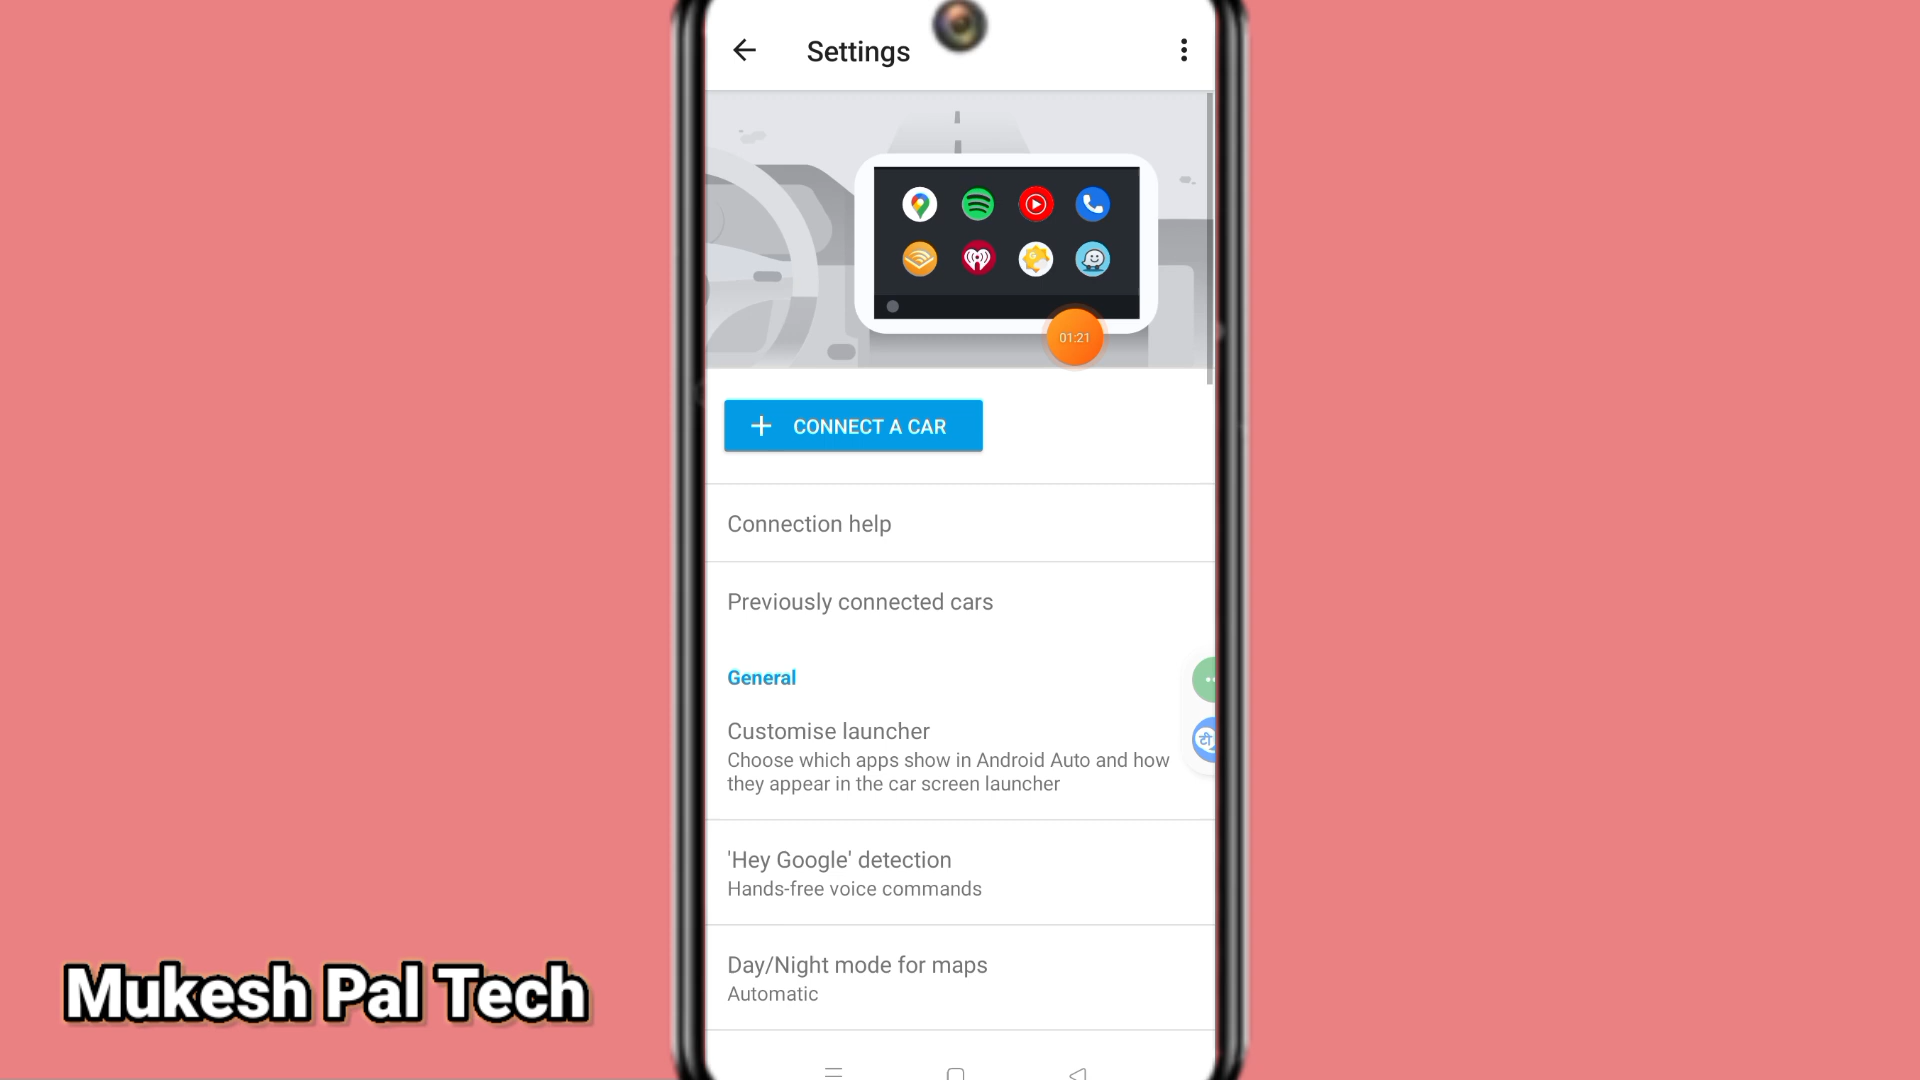 Settings
01:21
CONNECT A CAR
Connection help
Previously connected cars
General
Customise launcher
Choose which apps show in Android Auto and how
they appear in the car screen launcher
'Hey Google' detection
Hands-free voice commands
Day/Night mode for maps
Automatic
Mukesh Pal Tech